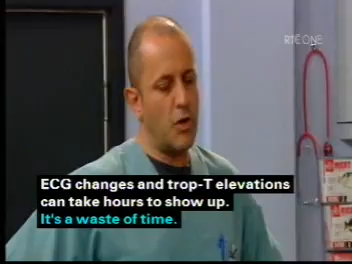 RTÉ ONE
ECG changes and trop-T elevations
can take hours to show up.
It's a waste of time.